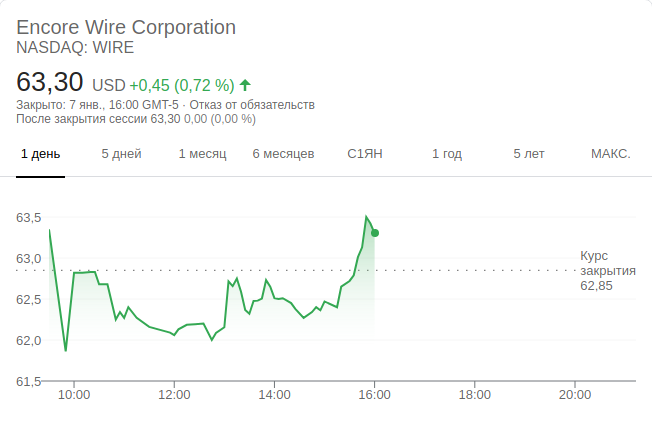 Encore Wire Corporation
NASDAQ: WIRE
63,30 USD +0,45 (0,72 %)
Закрыто: 7 янв., 16:00 GMT-5 · Отказ от обязательств
После закрытия сессии 63,30 0,00 (0,00 %)
1 день 5 дней 1 месяц 6 месяцев С1ЯН 1 год 5 лет МАКС.
63,5
63,0
62,5
62,0
61,5
Курс
закрытия
62,85
10:00 12:00 14:00 16:00 18:00 20:00